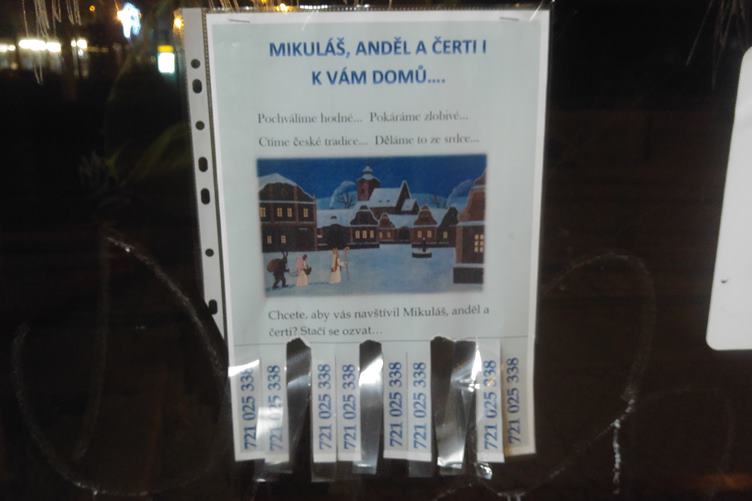 MIKULÁŠ, ANDĚL A ČERTI I
K VÁM DOMŮ….
Pochválíme hodné... Pokáráme zlobivé...
Ctíme české tradice... Děláme to ze srdce...
Chcete, aby vás navštívil Mikuláš, anděl a
čerti? Stačí se ozvat…
721 025 338
721 025 338
721 025 338
721 025 338
721 025 338
721 025 338
721 025 338
721 025 338